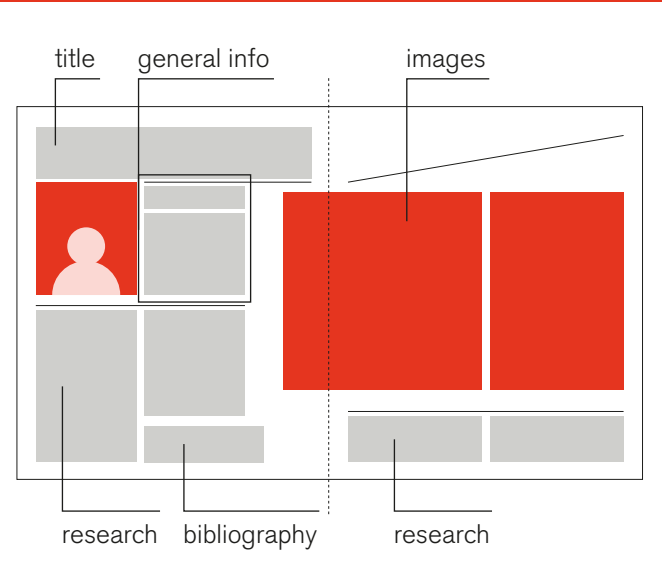 title
general info
images
research
bibliography
research